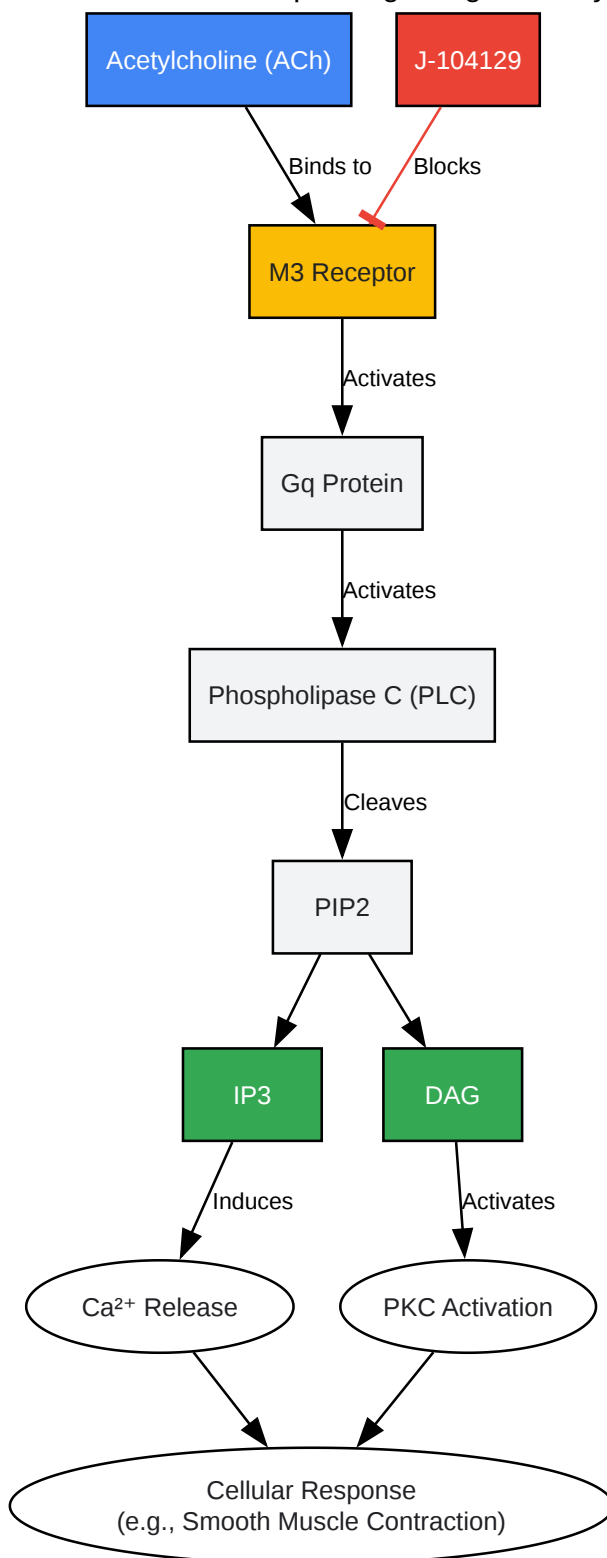 Acetylcholine (ACh)
J-104129
Binds to
Blocks
M3 Receptor
Activates
Gq Protein
Activates
Phospholipase C (PLC)
Cleaves
PIP2
IP3
DAG
Induces
Activates
Ca²⁺ Release
PKC Activation
Cellular Response
(e.g., Smooth Muscle Contraction)